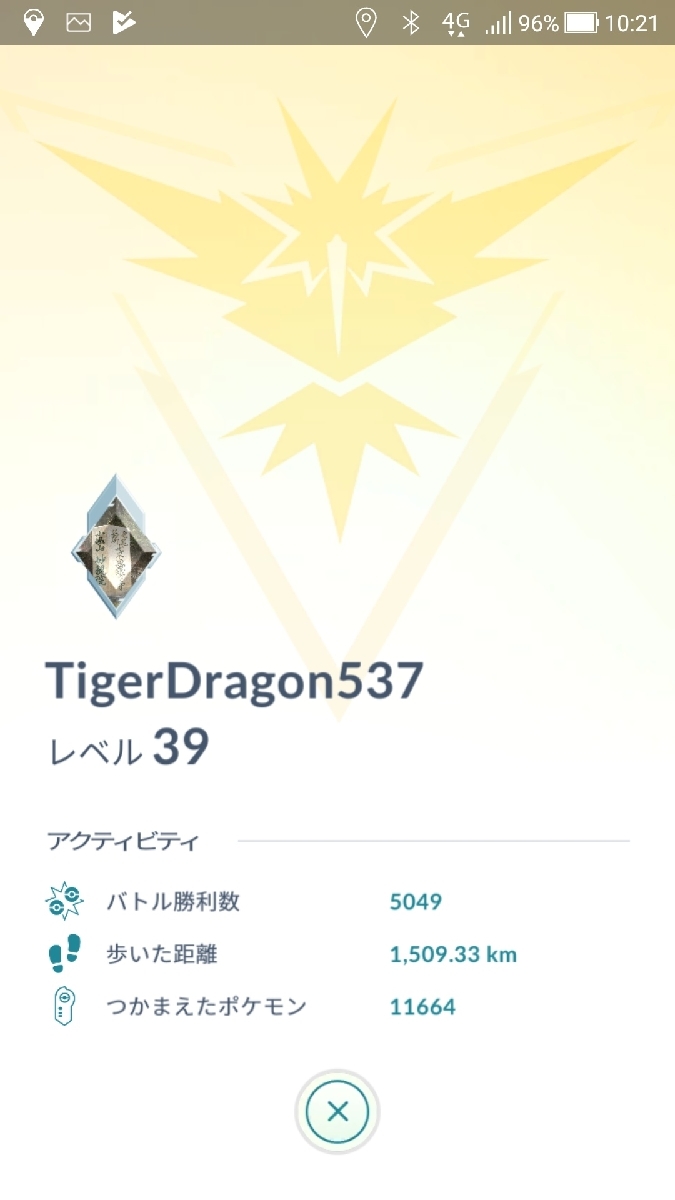 4G 96% 10:21
TigerDragon537
レベル 39
アクティビティ
バトル勝利数 5049
歩いた距離 1,509.33 km
つかまえたポケモン 11664